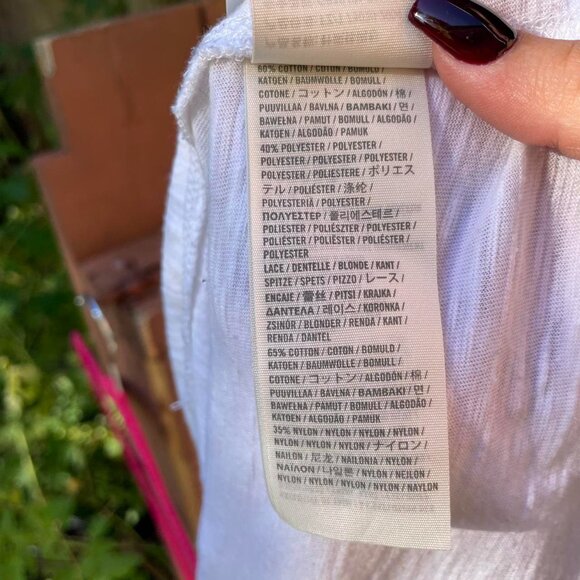 60% COTTON / COTON / BOMULD /
KATOEN / BAUMWOLLE / BOMULL /
COTONE / コットン / ALGODÓN / 棉 /
PUUVILLAA / BAVLNA / BAMBAKI / 면 /
BAWEŁNA / PAMUT / BOMULL / ALGODÃO /
KATOEN / ALGODÃO / PAMUK
40% POLYESTER / POLYESTER /
POLYESTER / POLYESTER / POLYESTER /
POLYESTER / POLIESTERE / ポリエス
テル / POLIÉSTER / 涤纶 /
POLYESTERIÄ / POLYESTER /
ΠΟΛΥΕΣΤΕΡ / 폴리에스테르 /
POLIESTER / POLIÉSZTER / POLYESTER /
POLIÉSTER / POLIÉSTER / POLIÉSTER /
POLYESTER
LACE / DENTELLE / BLONDE / KANT /
SPITZE / SPETS / PIZZO / レース /
ENCAJE / 蕾丝 / PITSI / KRAJKA /
ΔΑΝΤΕΛΑ / 레이스 / KORONKA /
ZSINÓR / BLONDER / RENDA / KANT /
RENDA / DANTEL
65% COTTON / COTON / BOMULD /
KATOEN / BAUMWOLLE / BOMULL /
COTONE / コットン / ALGODÓN / 棉 /
PUUVILLAA / BAVLNA / BAMBAKI / 면 /
BAWEŁNA / PAMUT / BOMULL / ALGODÃO /
KATOEN / ALGODÃO / PAMUK
35% NYLON / NYLON / NYLON / NYLON /
NYLON / NYLON / NYLON / ナイロン /
NAILON / 尼龙 / NAILONIA / NYLON /
ΝΑΪΛΟΝ / 나일론 / NYLON / NEJLON /
NYLON / NYLON / NYLON / NYLON / NAYLON